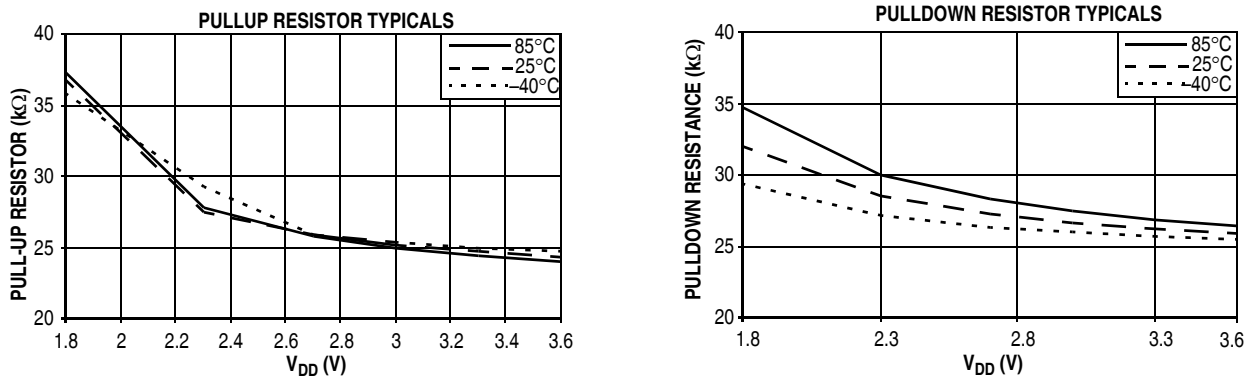 PULLUP RESISTOR TYPICALS
PULL-UP RESISTOR (kΩ)
40
35
30
25
20
85°C
25°C
–40°C
1.8 2 2.2 2.4 2.6 2.8 3 3.2 3.4 3.6
VDD (V)
PULLDOWN RESISTOR TYPICALS
PULLDOWN RESISTANCE (kΩ)
40
35
30
25
20
85°C
25°C
–40°C
1.8 2.3 2.8 3.3 3.6
VDD (V)